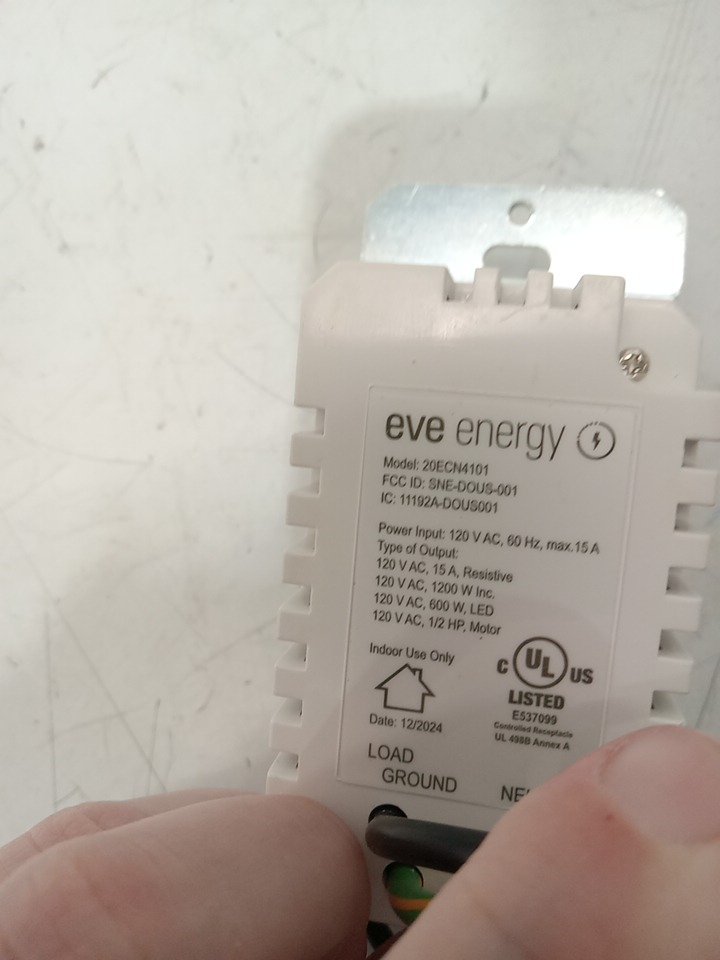 eve energy
Model: 20ECN4101
FCC ID: SNE-DOUS-001
IC: 11192A-DOUS001
Power Input: 120 V AC, 60 Hz, max.15 A
Type of Output:
120 V AC, 15 A, Resistive
120 V AC, 1200 W Inc.
120 V AC, 600 W, LED
120 V AC, 1/2 HP, Motor
Indoor Use Only
Date: 12/2024
C UL US
LISTED
E537099
Controlled Receptacle
UL 498B Annex A
LOAD
GROUND